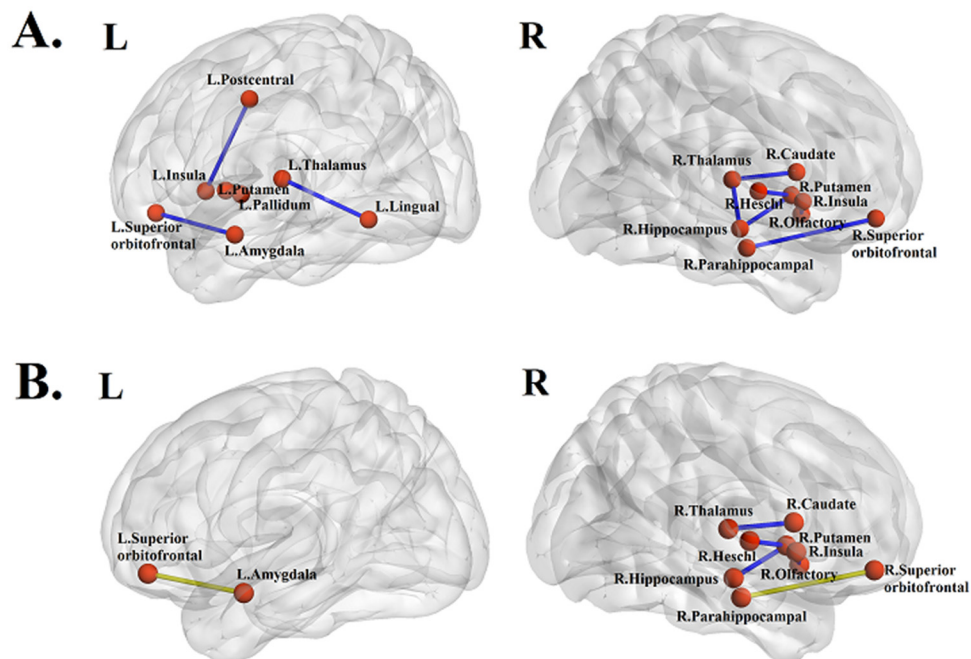 A.
L
R
L.Postcentral
L.Insula
L.Putamen
L.Pallidum
L.Thalamus
L.Lingual
L.Superior
orbitofrontal
L.Amygdala
R.Thalamus
R.Caudate
R.Putamen
R.Heschl
R.Insula
R.Olfactory
R.Hippocampus
R.Parahippocampal
R.Superior
orbitofrontal
B.
L
R
L.Superior
orbitofrontal
L.Amygdala
R.Thalamus
R.Caudate
R.Putamen
R.Heschl
R.Insula
R.Olfactory
R.Hippocampus
R.Parahippocampal
R.Superior
orbitofrontal